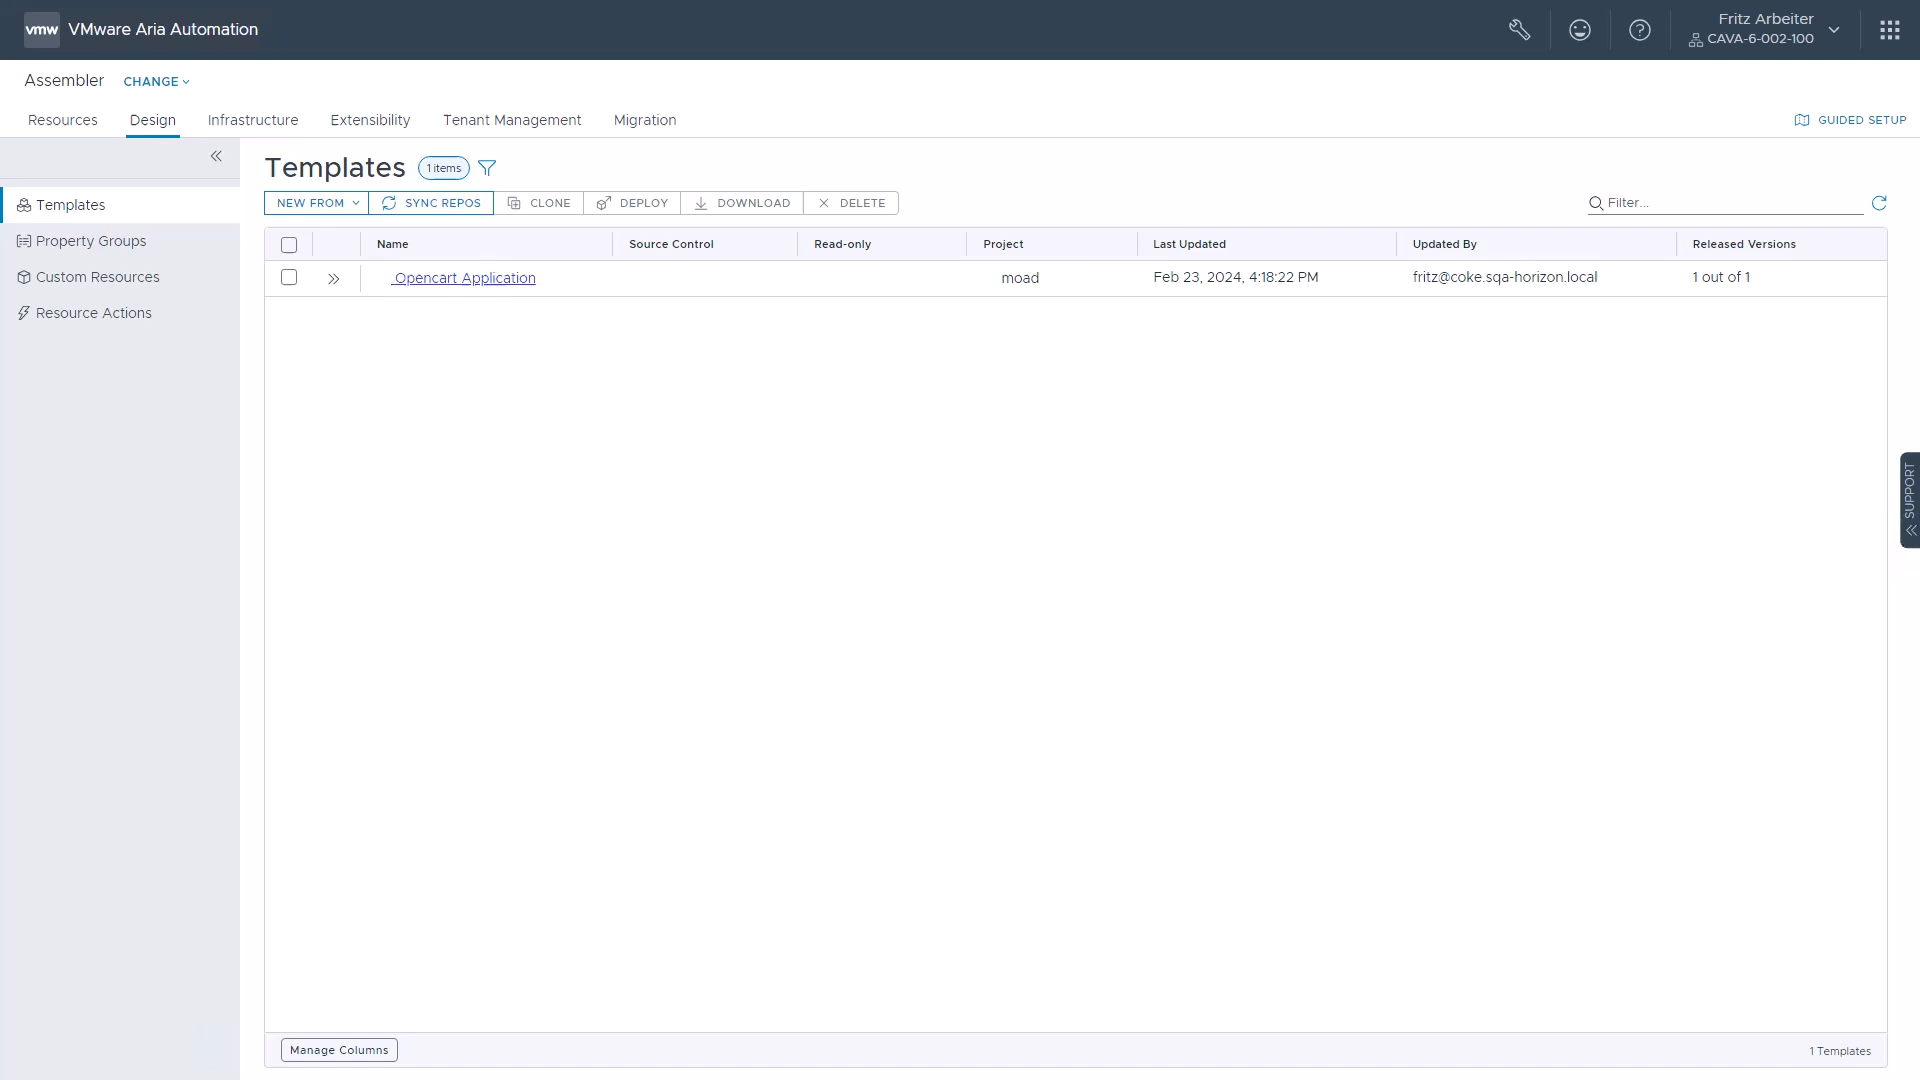 vmw VMware Aria Automation
Fritz Arbeiter
CAVA-6-002-100
Assembler CHANGE
Resources Design Infrastructure Extensibility Tenant Management Migration GUIDED SETUP
Templates 1 items
NEW FROM SYNC REPOS CLONE DEPLOY DOWNLOAD DELETE Filter...
Templates
Property Groups
Custom Resources
Resource Actions
Name Source Control Read-only Project Last Updated Updated By Released Versions
Opencart Application moad Feb 23, 2024, 4:18:22 PM fritz@coke.sqa-horizon.local 1 out of 1
SUPPORT
Manage Columns 1 Templates